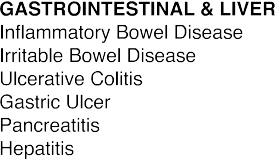 GASTROINTESTINAL & LIVER
Inflammatory Bowel Disease
Irritable Bowel Disease
Ulcerative Colitis
Gastric Ulcer
Pancreatitis
Hepatitis